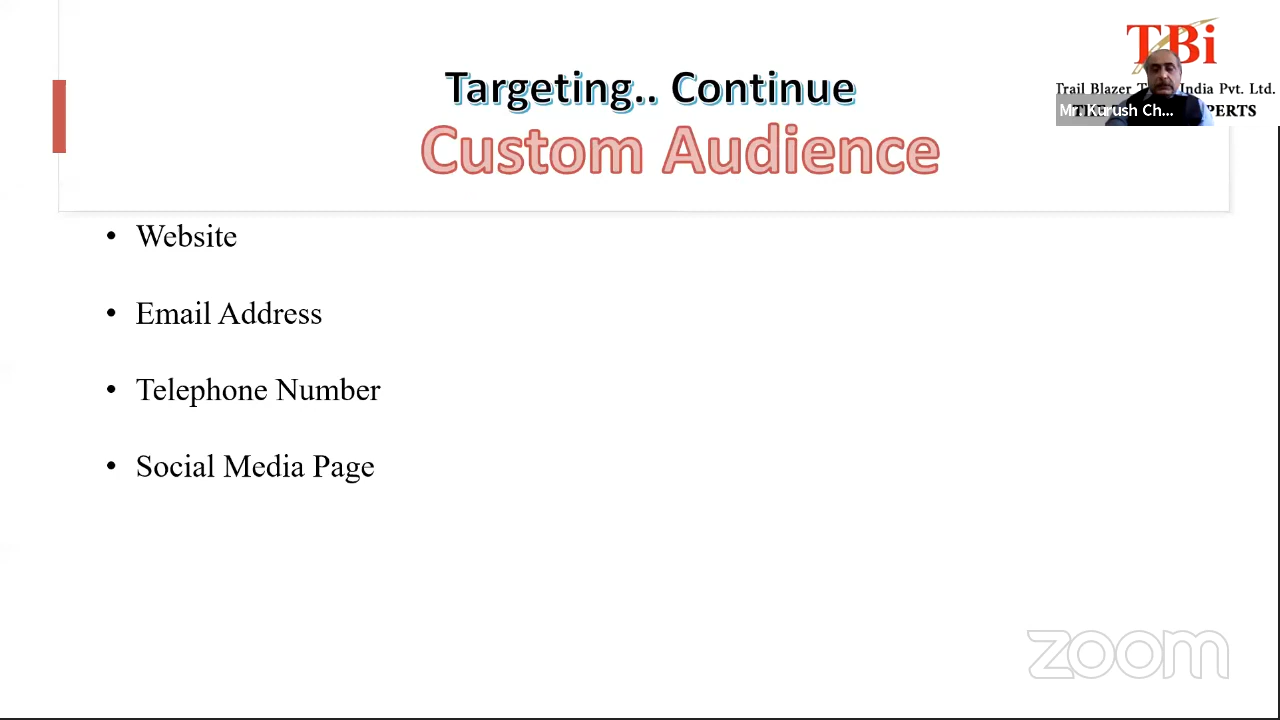 TBi
Targeting.. Continue
Trail Blazer T India Pvt. Ltd.
Mr. Kurush Ch...
PERTS
Custom Audience
• Website
• Email Address
• Telephone Number
• Social Media Page
zoom